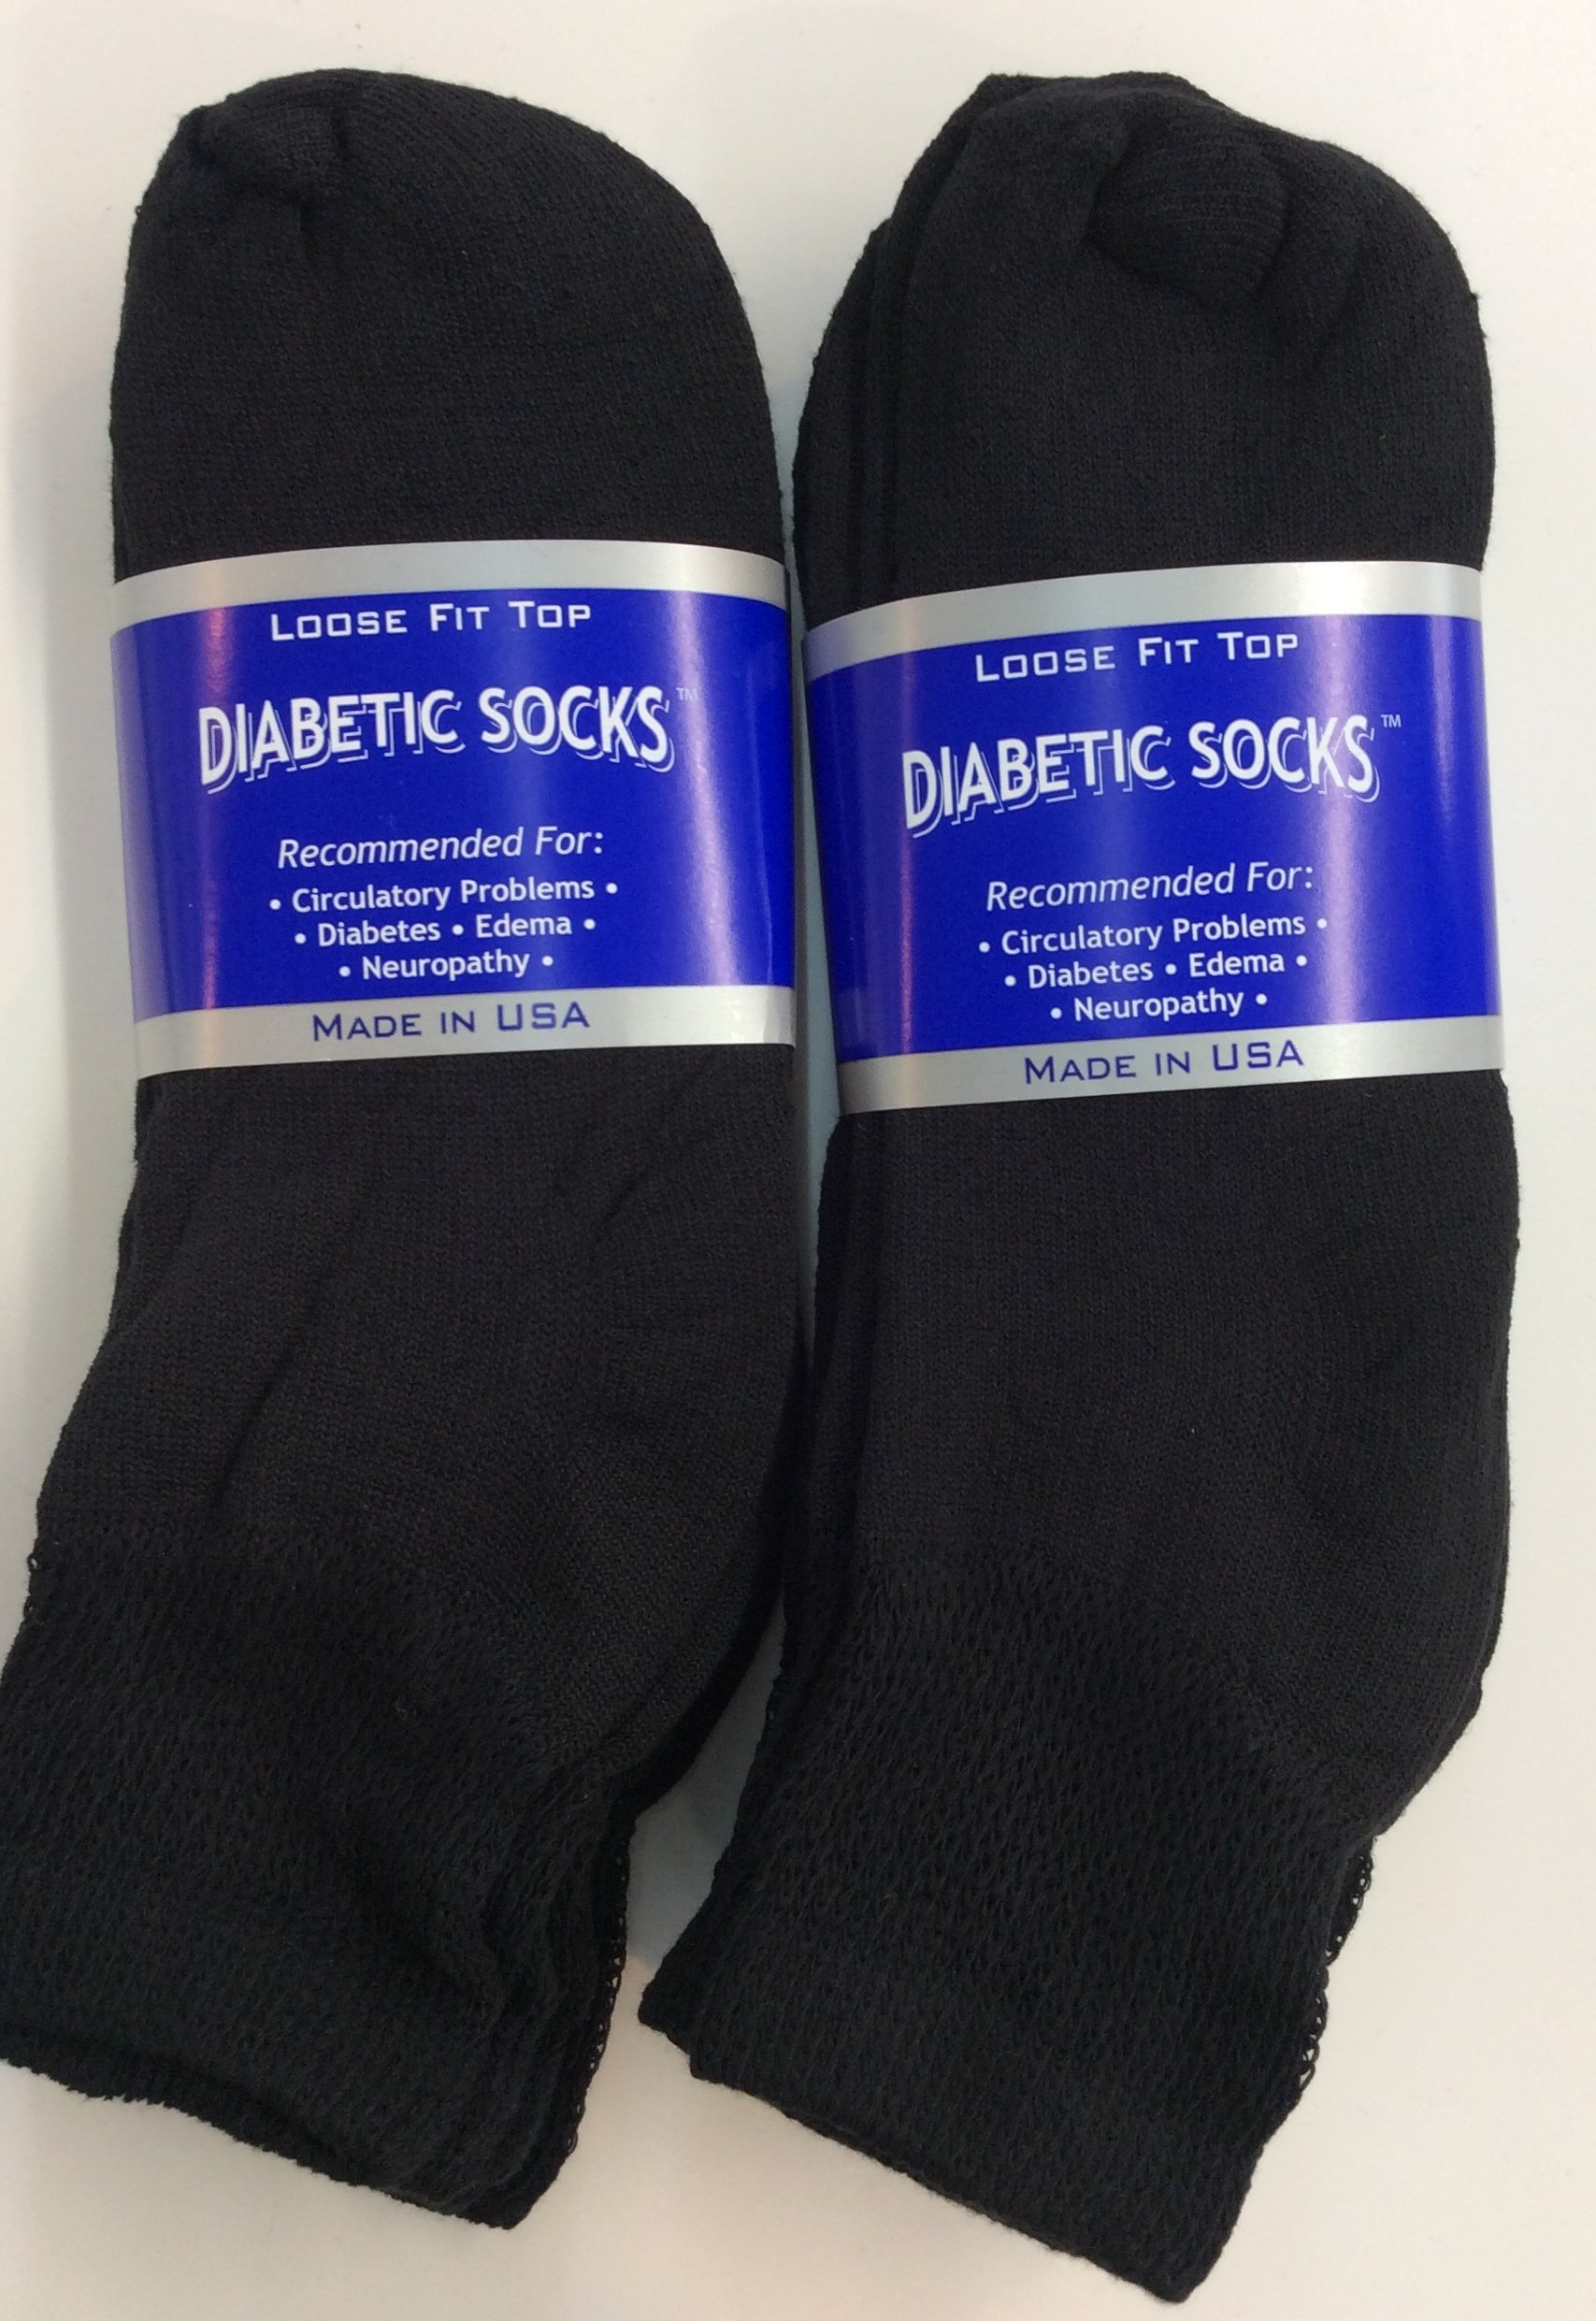 LOOSE FIT TOP
DIABETIC SOCKS™
Recommended For:
• Circulatory Problems •
• Diabetes • Edema •
• Neuropathy •
MADE IN USA
LOOSE FIT TOP
DIABETIC SOCKS™
Recommended For:
• Circulatory Problems •
• Diabetes • Edema •
• Neuropathy •
MADE IN USA